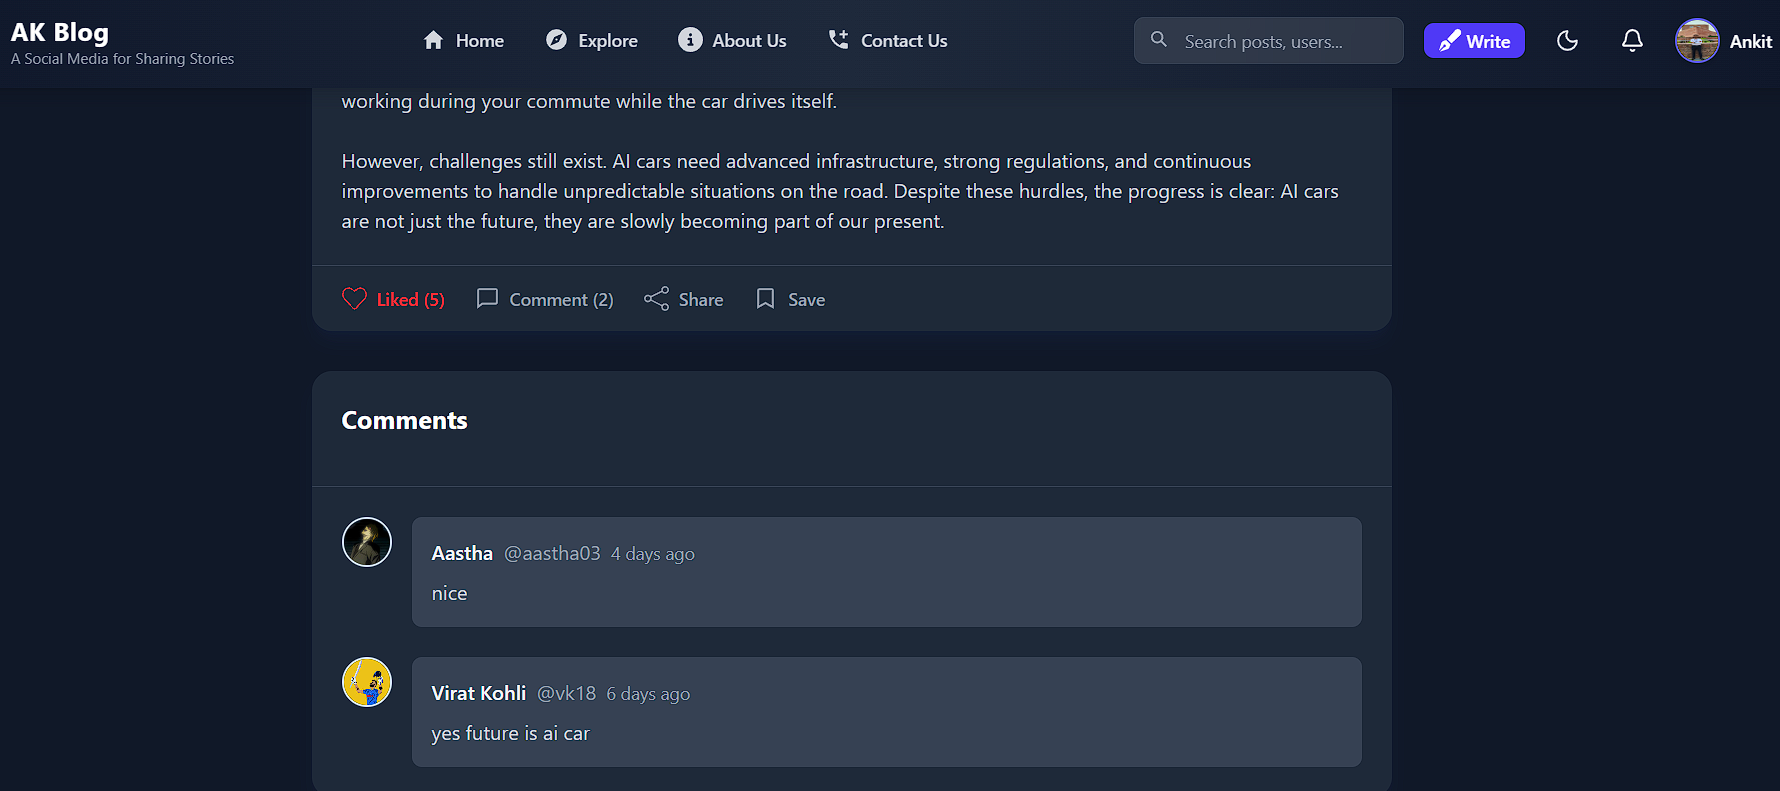 AK Blog
A Social Media for Sharing Stories
Home
Explore
About Us
Contact Us
Search posts, users...
Write
Ankit
working during your commute while the car drives itself.
However, challenges still exist. AI cars need advanced infrastructure, strong regulations, and continuous
improvements to handle unpredictable situations on the road. Despite these hurdles, the progress is clear: AI cars
are not just the future, they are slowly becoming part of our present.
Liked (5)
Comment (2)
Share
Save
Comments
Aastha @aastha03 4 days ago
nice
Virat Kohli @vk18 6 days ago
yes future is ai car